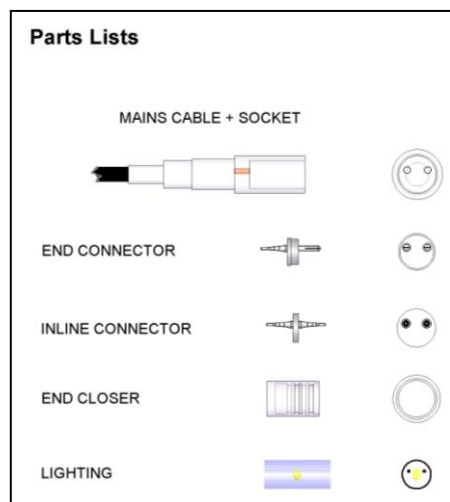 Parts Lists
MAINS CABLE + SOCKET
END CONNECTOR
INLINE CONNECTOR
END CLOSER
LIGHTING